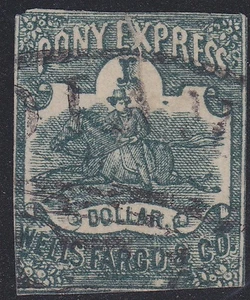 PONY EXPRESS
DOLLAR.
WELLS FARGO & CO.